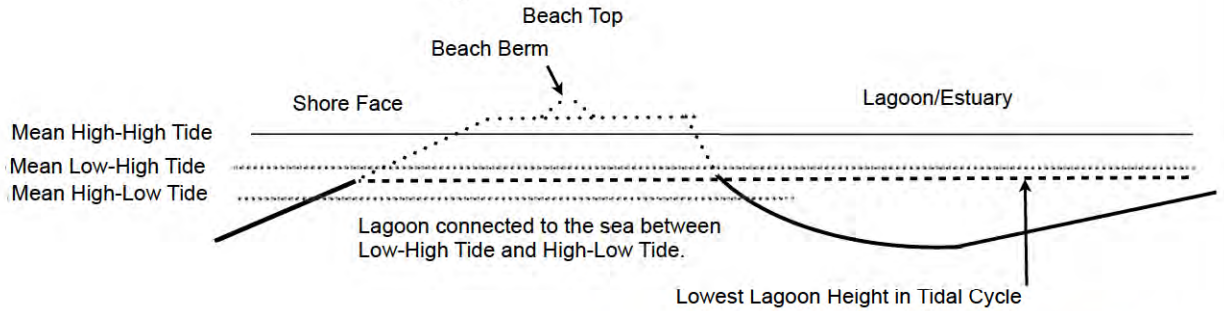 Beach Top
Beach Berm
Shore Face
Lagoon/Estuary
Mean High-High Tide
Mean Low-High Tide
Mean High-Low Tide
Lagoon connected to the sea between
Low-High Tide and High-Low Tide.
Lowest Lagoon Height in Tidal Cycle